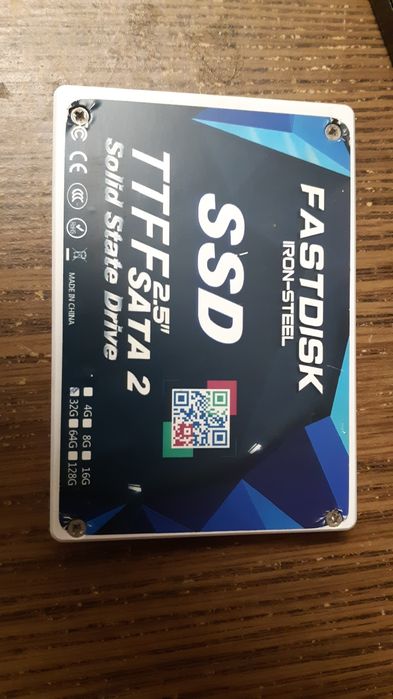 FASTDISK
IRON-STEEL
SSD
TTFF 2.5"
SATA 2
Solid State Drive
MADE IN CHINA
4G 8G 16G
32G 64G 128G